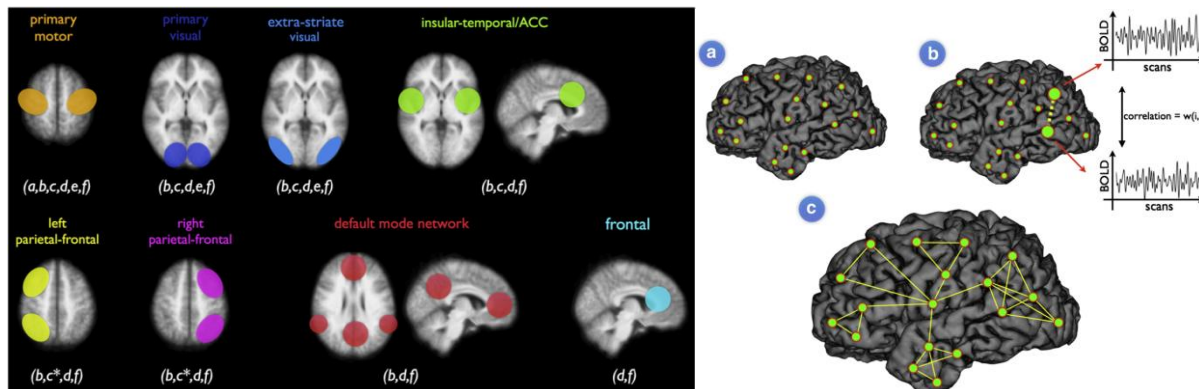 primary
motor
primary
visual
extra-striate
visual
insular-temporal/ACC
(a,b,c,d,e,f)
(b,c,d,e,f)
(b,c,d,e,f)
(b,c,d,f)
left
parietal-frontal
right
parietal-frontal
default mode network
frontal
(b,c*,d,f)
(b,c*,d,f)
(b,d,f)
(d,f)
a
b
BOLD
scans
correlation = w(i,
BOLD
scans
c